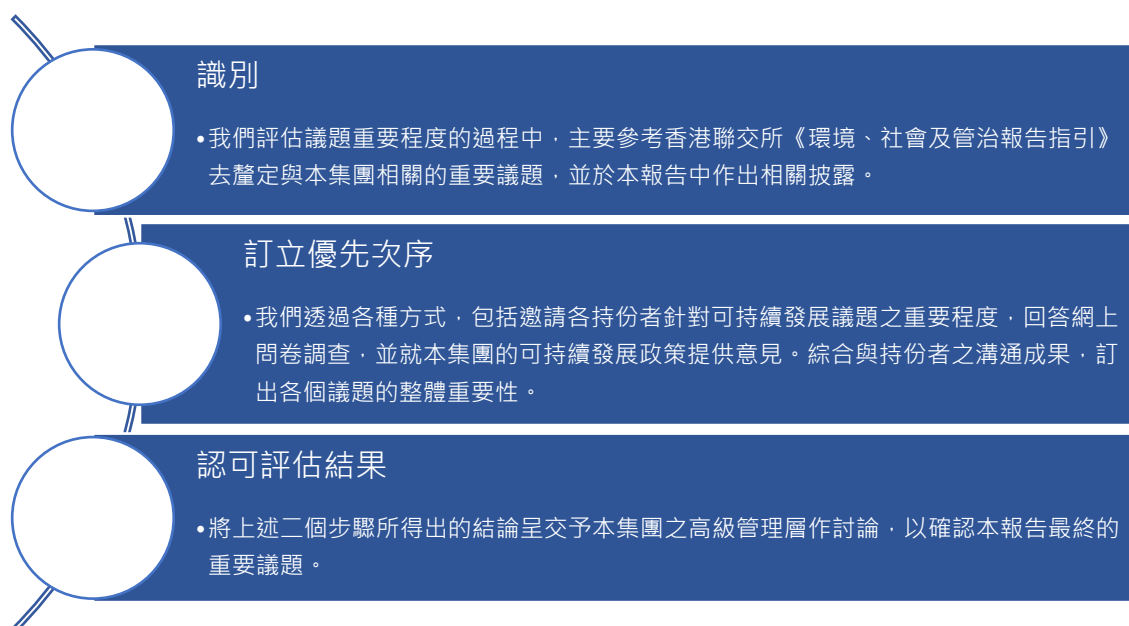 識別
•我們評估議題重要程度的過程中，主要參考香港聯交所《環境、社會及管治報告指引》
去釐定與本集團相關的重要議題，並於本報告中作出相關披露。
訂立優先次序
•我們透過各種方式，包括邀請各持份者針對可持續發展議題之重要程度，回答網上
問卷調查，並就本集團的可持續發展政策提供意見。綜合與持份者之溝通成果，訂
出各個議題的整體重要性。
認可評估結果
•將上述二個步驟所得出的結論呈交予本集團之高級管理層作討論，以確認本報告最終的
重要議題。